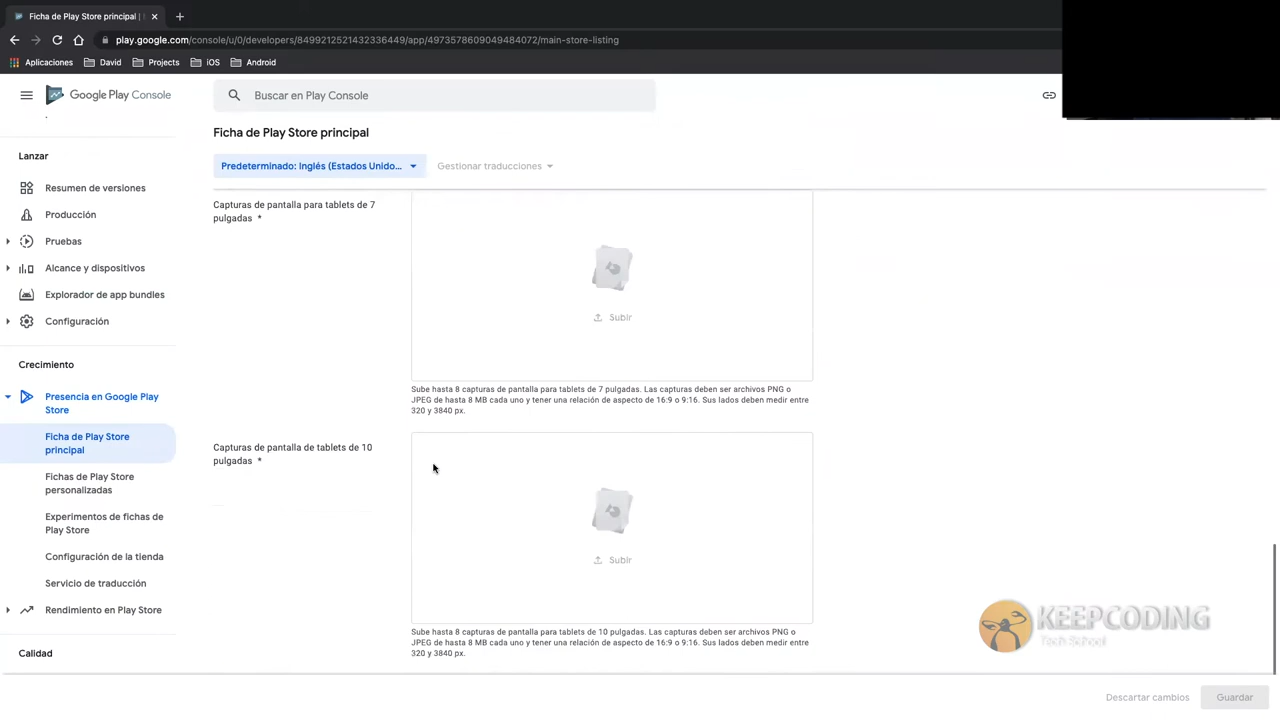 Ficha de Play Store principal |
play.google.com/console/u/0/developers/8499212521432336449/app/4973578609049484072/main-store-listing
Aplicaciones
David
Projects
iOS
Android
Google Play Console
Buscar en Play Console
Ficha de Play Store principal
Predeterminado: Inglés (Estados Unido...
Gestionar traducciones
Lanzar
Resumen de versiones
Producción
Pruebas
Alcance y dispositivos
Explorador de app bundles
Configuración
Crecimiento
Presencia en Google Play
Store
Ficha de Play Store
principal
Fichas de Play Store
personalizadas
Experimentos de fichas de
Play Store
Configuración de la tienda
Servicio de traducción
Rendimiento en Play Store
Calidad
Capturas de pantalla para tablets de 7
pulgadas *
Subir
Sube hasta 8 capturas de pantalla para tablets de 7 pulgadas. Las capturas deben ser archivos PNG o
JPEG de hasta 8 MB cada uno y tener una relación de aspecto de 16:9 o 9:16. Sus lados deben medir entre
320 y 3840 px.
Capturas de pantalla de tablets de 10
pulgadas *
Subir
Sube hasta 8 capturas de pantalla para tablets de 10 pulgadas. Las capturas deben ser archivos PNG o
JPEG de hasta 8 MB cada uno y tener una relación de aspecto de 16:9 o 9:16. Sus lados deben medir entre
320 y 3840 px.
KEEPCODING
Tech School
Descartar cambios
Guardar